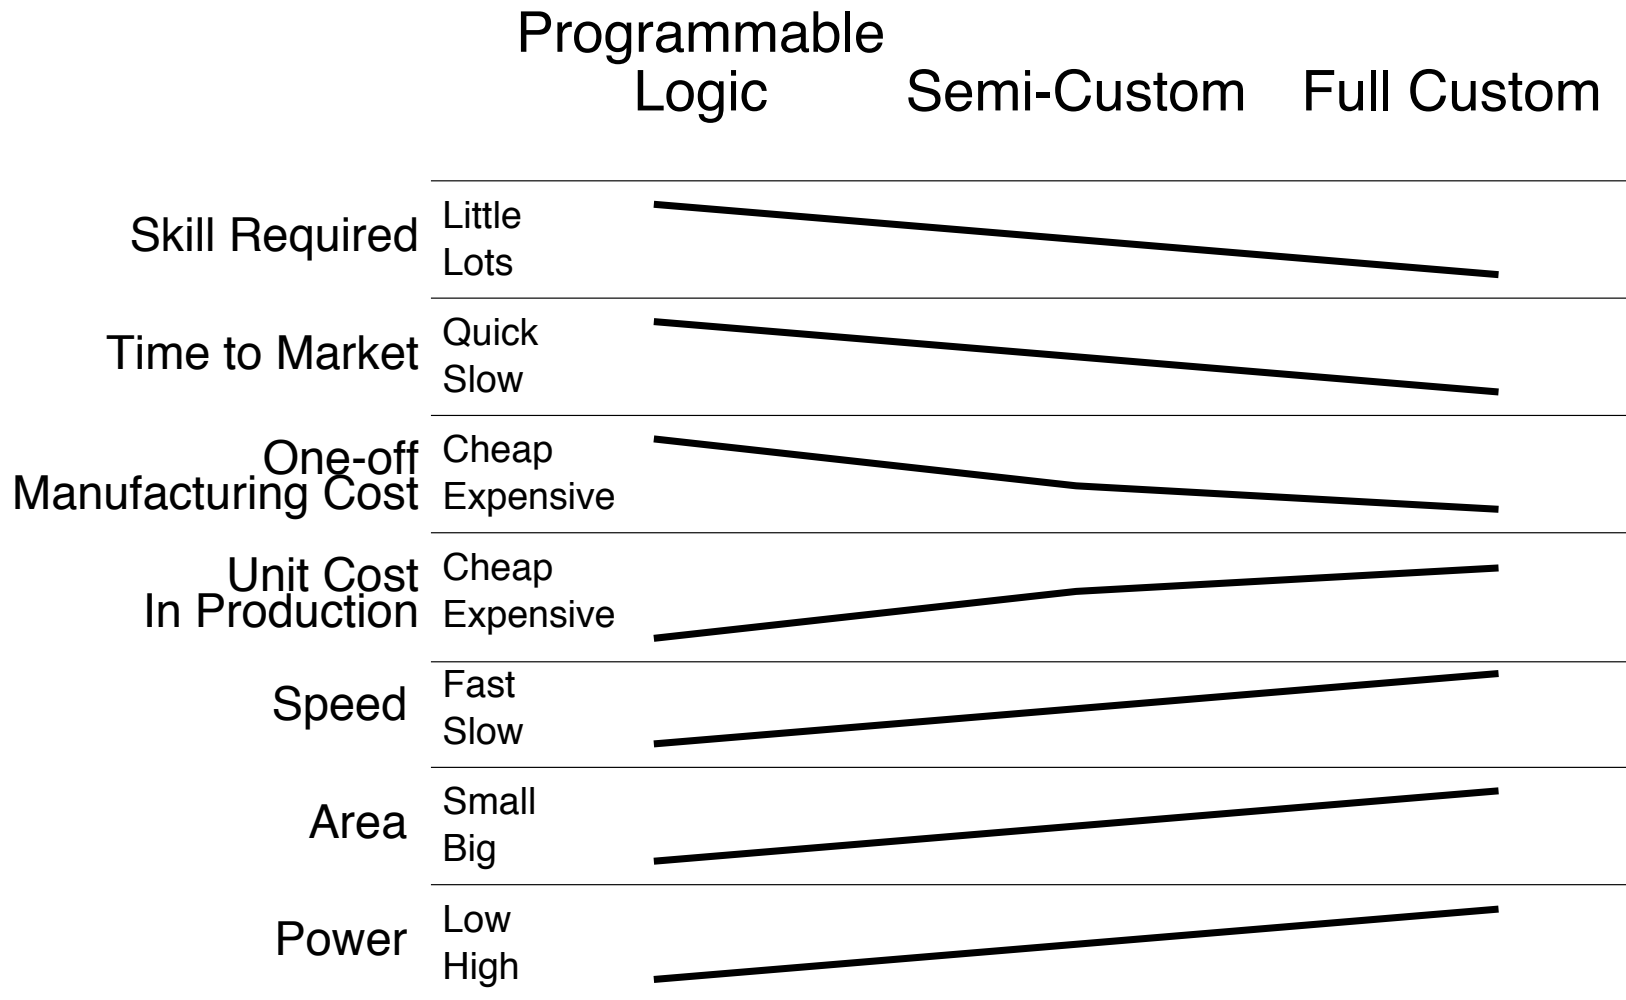 Programmable
Logic Semi-Custom Full Custom
Skill Required
Little
Lots
Time to Market
Quick
Slow
One-off
Manufacturing Cost
Cheap
Expensive
Unit Cost
In Production
Cheap
Expensive
Speed
Fast
Slow
Area
Small
Big
Power
Low
High